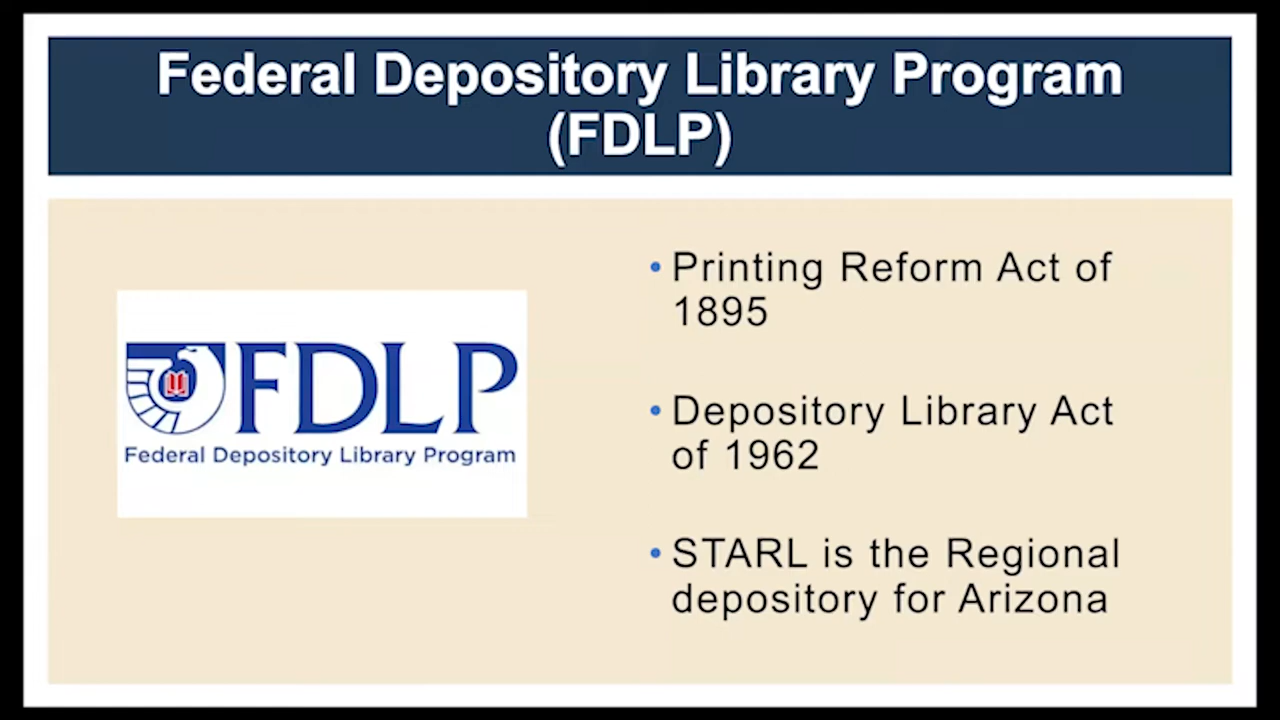 Federal Depository Library Program
(FDLP)
FDLP
Federal Depository Library Program
• Printing Reform Act of
1895
• Depository Library Act
of 1962
• STARL is the Regional
depository for Arizona